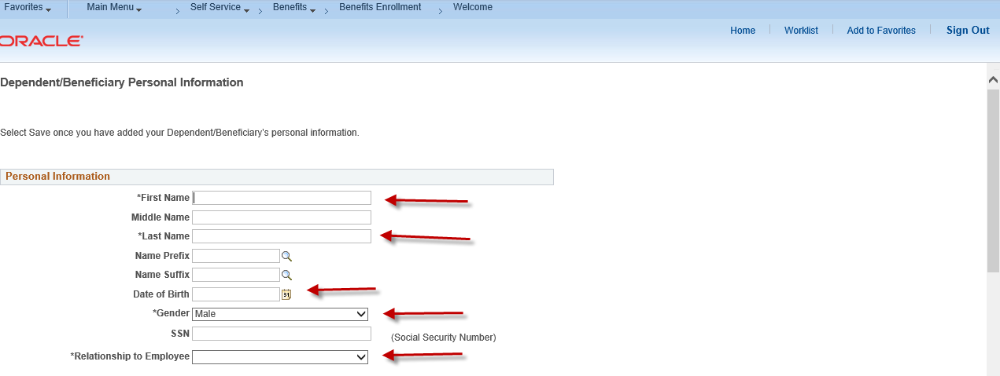 Favorites Main Menu Self Service Benefits Benefits Enrollment Welcome
Home Worklist Add to Favorites Sign Out
ORACLE
Dependent/Beneficiary Personal Information
Select Save once you have added your Dependent/Beneficiary's personal information.
Personal Information
*First Name
Middle Name
*Last Name
Name Prefix
Name Suffix
Date of Birth 31
*Gender Male
SSN (Social Security Number)
*Relationship to Employee